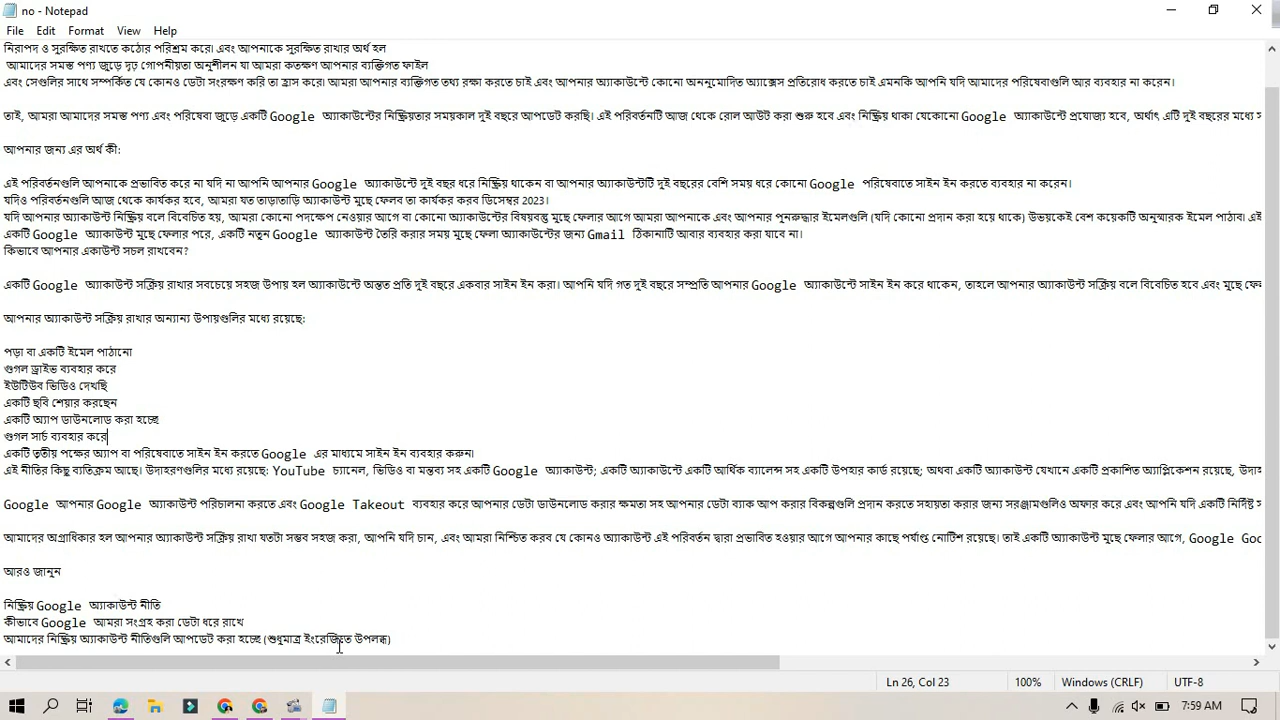 no - Notepad
File Edit Format View Help
নিরাপদ ও সুরক্ষিত রাখতে কঠোর পরিশ্রম করে৷ এবং আপনাকে সুরক্ষিত রাখার অর্থ হল
আমাদের সমস্ত পণ্য জুড়ে দৃঢ় গোপনীয়তা অনুশীলন যা আমরা কতক্ষণ আপনার ব্যক্তিগত ফাইল
এবং সেগুলির সাথে সম্পর্কিত যে কোনও ডেটা সংরক্ষণ করি তা হ্রাস করে৷ আমরা আপনার ব্যক্তিগত তথ্য রক্ষা করতে চাই এবং আপনার অ্যাকাউন্টে কোনো অননুমোদিত অ্যাক্সেস প্রতিরোধ করতে চাই এমনকি আপনি যদি আমাদের পরিষেবাগুলি আর ব্যবহার না করেন।
তাই, আমরা আমাদের সমস্ত পণ্য এবং পরিষেবা জুড়ে একটি Google অ্যাকাউন্টের নিষ্ক্রিয়তার সময়কাল দুই বছরে আপডেট করছি। এই পরিবর্তনটি আজ থেকে রোল আউট করা শুরু হবে এবং নিষ্ক্রিয় থাকা যেকোনো Google অ্যাকাউন্টে প্রযোজ্য হবে, অর্থাৎ এটি দুই বছরের মধ্যে
আপনার জন্য এর অর্থ কী:
এই পরিবর্তনগুলি আপনাকে প্রভাবিত করে না যদি না আপনি আপনার Google অ্যাকাউন্টে দুই বছর ধরে নিষ্ক্রিয় থাকেন বা আপনার অ্যাকাউন্টটি দুই বছরের বেশি সময় ধরে কোনো Google পরিষেবাতে সাইন ইন করতে ব্যবহার না করেন।
যদিও পরিবর্তনগুলি আজ থেকে কার্যকর হবে, আমরা যত তাড়াতাড়ি অ্যাকাউন্ট মুছে ফেলব তা কার্যকর করব ডিসেম্বর 2023।
যদি আপনার অ্যাকাউন্ট নিষ্ক্রিয় বলে বিবেচিত হয়, আমরা কোনো পদক্ষেপ নেওয়ার আগে বা কোনো অ্যাকাউন্টের বিষয়বস্তু মুছে ফেলার আগে আমরা আপনাকে এবং আপনার পুনরুদ্ধার ইমেলগুলি (যদি কোনো প্রদান করা হয়ে থাকে) উভয়কেই বেশ কয়েকটি অনুস্মারক ইমেল পাঠাব।
একটি Google অ্যাকাউন্ট মুছে ফেলার পরে, একটি নতুন Google অ্যাকাউন্ট তৈরি করার সময় মুছে ফেলা অ্যাকাউন্টের জন্য Gmail ঠিকানাটি আবার ব্যবহার করা যাবে না।
কিভাবে আপনার একাউন্ট সচল রাখবেন?
একটি Google অ্যাকাউন্ট সক্রিয় রাখার সবচেয়ে সহজ উপায় হল অ্যাকাউন্টে অন্তত প্রতি দুই বছরে একবার সাইন ইন করা। আপনি যদি গত দুই বছরে সম্প্রতি আপনার Google অ্যাকাউন্টে সাইন ইন করে থাকেন, তাহলে আপনার অ্যাকাউন্ট সক্রিয় বলে বিবেচিত হবে এবং মুছে
আপনার অ্যাকাউন্ট সক্রিয় রাখার অন্যান্য উপায়গুলির মধ্যে রয়েছে:
পড়া বা একটি ইমেল পাঠানো
গুগল ড্রাইভ ব্যবহার করে
ইউটিউব ভিডিও দেখছি
একটি ছবি শেয়ার করছেন
একটি অ্যাপ ডাউনলোড করা হচ্ছে
গুগল সার্চ ব্যবহার করে
একটি তৃতীয় পক্ষের অ্যাপ বা পরিষেবাতে সাইন ইন করতে Google এর মাধ্যমে সাইন ইন ব্যবহার করুন৷
এই নীতির কিছু ব্যতিক্রম আছে। উদাহরণগুলির মধ্যে রয়েছে: YouTube চ্যানেল, ভিডিও বা মন্তব্য সহ একটি Google অ্যাকাউন্ট; একটি অ্যাকাউন্টে একটি আর্থিক ব্যালেন্স সহ একটি উপহার কার্ড রয়েছে; অথবা একটি অ্যাকাউন্ট যেখানে একটি প্রকাশিত অ্যাপ্লিকেশন রয়েছে,
Google আপনার Google অ্যাকাউন্ট পরিচালনা করতে এবং Google Takeout ব্যবহার করে আপনার ডেটা ডাউনলোড করার ক্ষমতা সহ আপনার ডেটা ব্যাক আপ করার বিকল্পগুলি প্রদান করতে সহায়তা করার জন্য সরঞ্জামগুলিও অফার করে এবং আপনি যদি একটি নির্দিষ্ট
আমাদের অগ্রাধিকার হল আপনার অ্যাকাউন্ট সক্রিয় রাখা যতটা সম্ভব সহজ করা, আপনি যদি চান, এবং আমরা নিশ্চিত করব যে কোনও অ্যাকাউন্ট এই পরিবর্তন দ্বারা প্রভাবিত হওয়ার আগে আপনার কাছে পর্যাপ্ত নোটিশ রয়েছে। তাই একটি অ্যাকাউন্ট মুছে ফেলার আগে, Google Goo
আরও জানুন
নিষ্ক্রিয় Google অ্যাকাউন্ট নীতি
কীভাবে Google আমরা সংগ্রহ করা ডেটা ধরে রাখে
আমাদের নিষ্ক্রিয় অ্যাকাউন্ট নীতিগুলি আপডেট করা হচ্ছে (শুধুমাত্র ইংরেজিতে উপলব্ধ)
Ln 26, Col 23 100% Windows (CRLF) UTF-8
7:59 AM